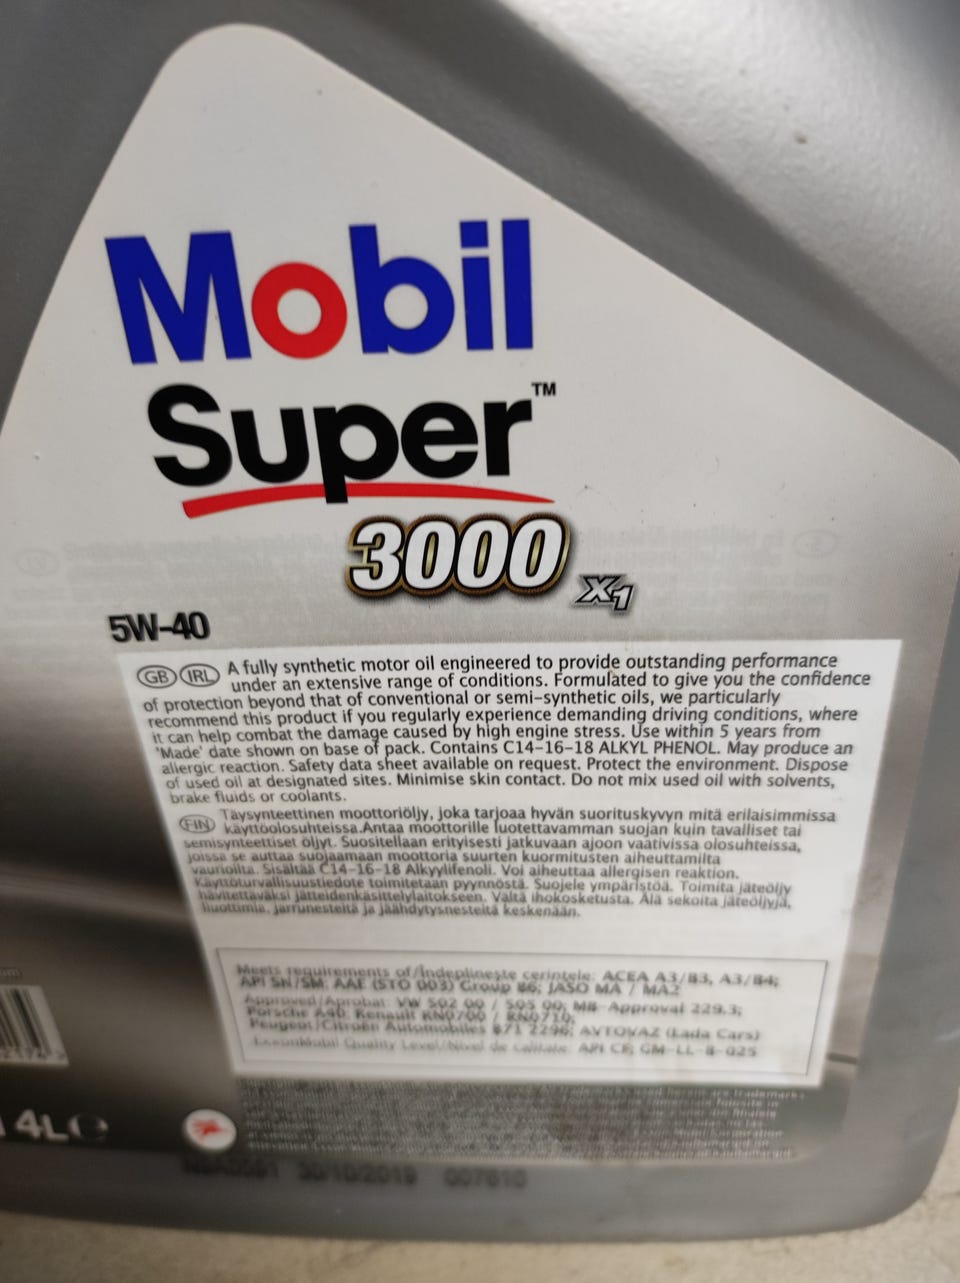 Mobil
Super™
3000 X1
5W-40
GB IRL A fully synthetic motor oil engineered to provide outstanding performance
under an extensive range of conditions. Formulated to give you the confidence
of protection beyond that of conventional or semi-synthetic oils, we particularly
recommend this product if you regularly experience demanding driving conditions, where
it can help combat the damage caused by high engine stress. Use within 5 years from
'Made' date shown on base of pack. Contains C14-16-18 ALKYL PHENOL. May produce an
allergic reaction. Safety data sheet available on request. Protect the environment. Dispose
of used oil at designated sites. Minimise skin contact. Do not mix used oil with solvents,
brake fluids or coolants.
FIN Täysynteettinen moottoriöljy, joka tarjoaa hyvän suorituskyvyn mitä erilaisimmissa
käyttöolosuhteissa.Antaa moottorille luotettavamman suojan kuin tavalliset tai
semisynteettiset öljyt. Suositellaan erityisesti jatkuvaan ajoon vaativissa olosuhteissa,
joissa se auttaa suojaamaan moottoria suurten kuormitusten aiheuttamilta
vaurioilta. Sisältää C14-16-18 Alkyylifenoli. Voi aiheuttaa allergisen reaktion.
Käyttöturvallisuustiedote toimitetaan pyynnöstä. Suojele ympäristöä. Toimita jäteöljy
hävitettäväksi jätteidenkäsittelylaitokseen. Vältä ihokosketusta. Älä sekoita jäteöljyjä,
liuottimia, jarrunesteitä ja jäähdytysnesteitä keskenään.
Meets requirements of/Îndeplineşte cerinţele: ACEA A3/B3, A3/B4;
API SN/SM; AAE (STO 003) Group B6; JASO MA / MA2
Approved/Aprobat: VW 502 00 / 505 00; MB-Approval 229.3;
Porsche A40; Renault RN0700 / RN0710;
Peugeot/Citroën Automobiles B71 2296; AVTOVAZ (Lada Cars)
ExxonMobil Quality Level/Nivel de calitate: API CF; GM-LL-B-025
4L e
30/10/2019 007610